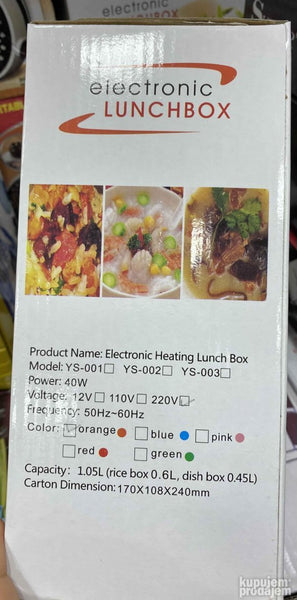 electronic
LUNCHBOX
Product Name: Electronic Heating Lunch Box
Model:YS-001☐ YS-002☐ YS-003☐
Power: 40W
Voltage: 12V☐ 110V☐ 220V☑
Frequency: 50Hz~60Hz
Color: ☑orange ☐blue ☐pink
☐red ☐green
Capacity: 1.05L (rice box 0.6L, dish box 0.45L)
Carton Dimension:170X108X240mm
kupujem
prodajem